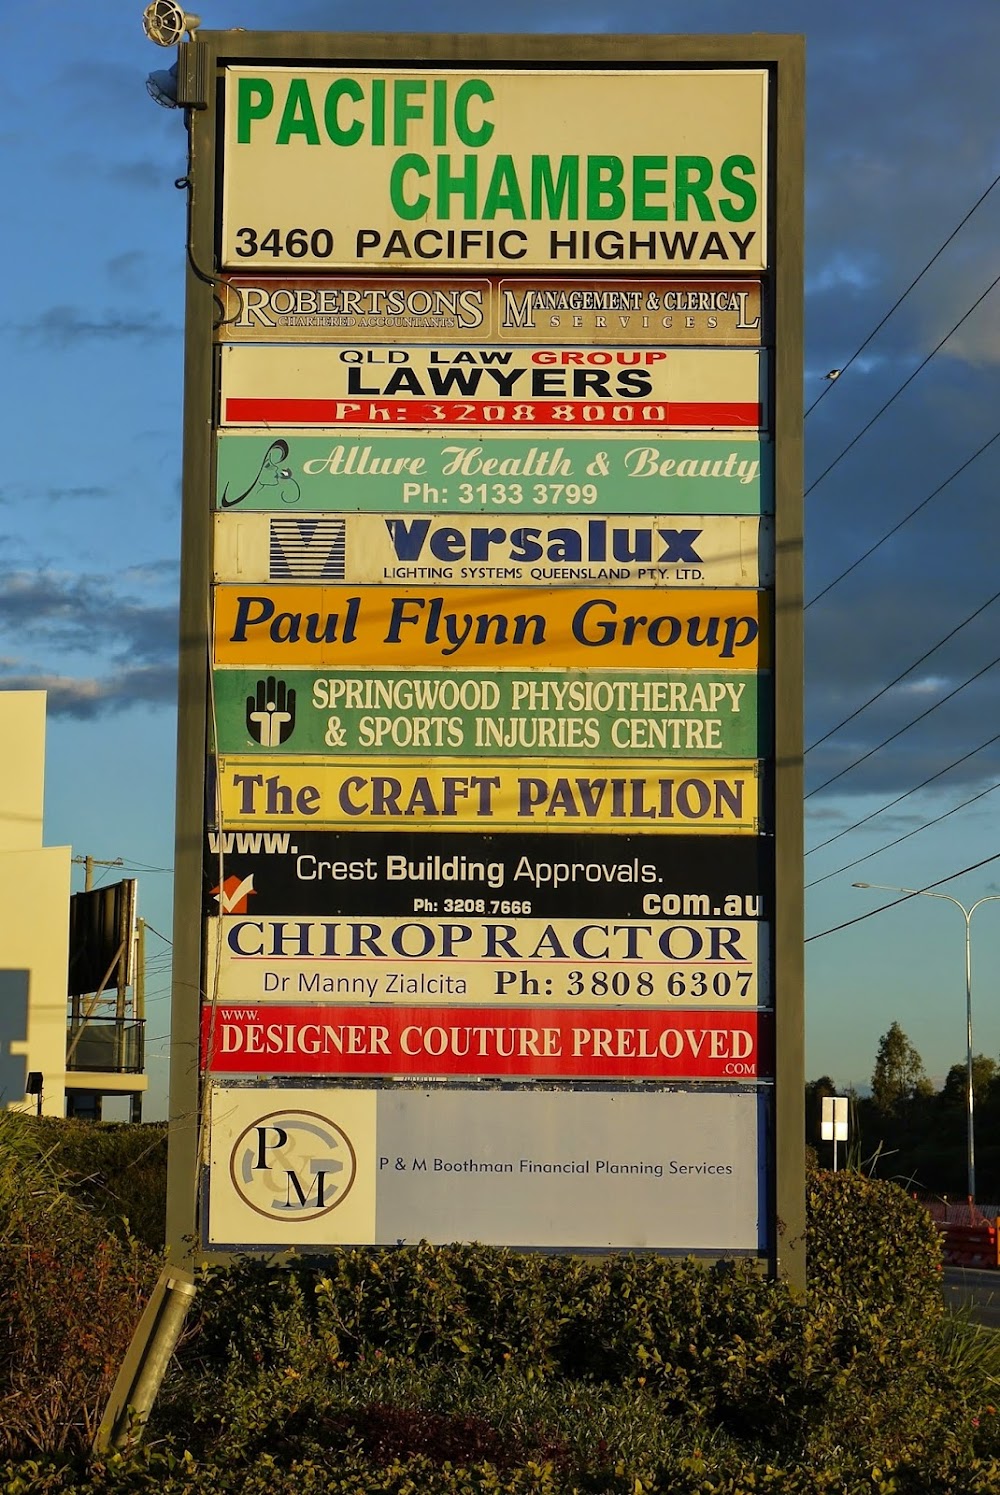 PACIFIC
CHAMBERS
3460 PACIFIC HIGHWAY
ROBERTSONS
CHARTERED ACCOUNTANTS
MANAGEMENT & CLERICAL
SERVICES
QLD LAW GROUP
LAWYERS
Ph: 3208 8000
Allure Health & Beauty
Ph: 3133 3799
Versalux
LIGHTING SYSTEMS QUEENSLAND PTY. LTD.
Paul Flynn Group
SPRINGWOOD PHYSIOTHERAPY
& SPORTS INJURIES CENTRE
The CRAFT PAVILION
www.
Crest Building Approvals.
Ph: 3208 7666
com.au
CHIROPRACTOR
Dr Manny Zialcita Ph: 3808 6307
WWW.
DESIGNER COUTURE PRELOVED
.COM
P & M
P & M Boothman Financial Planning Services